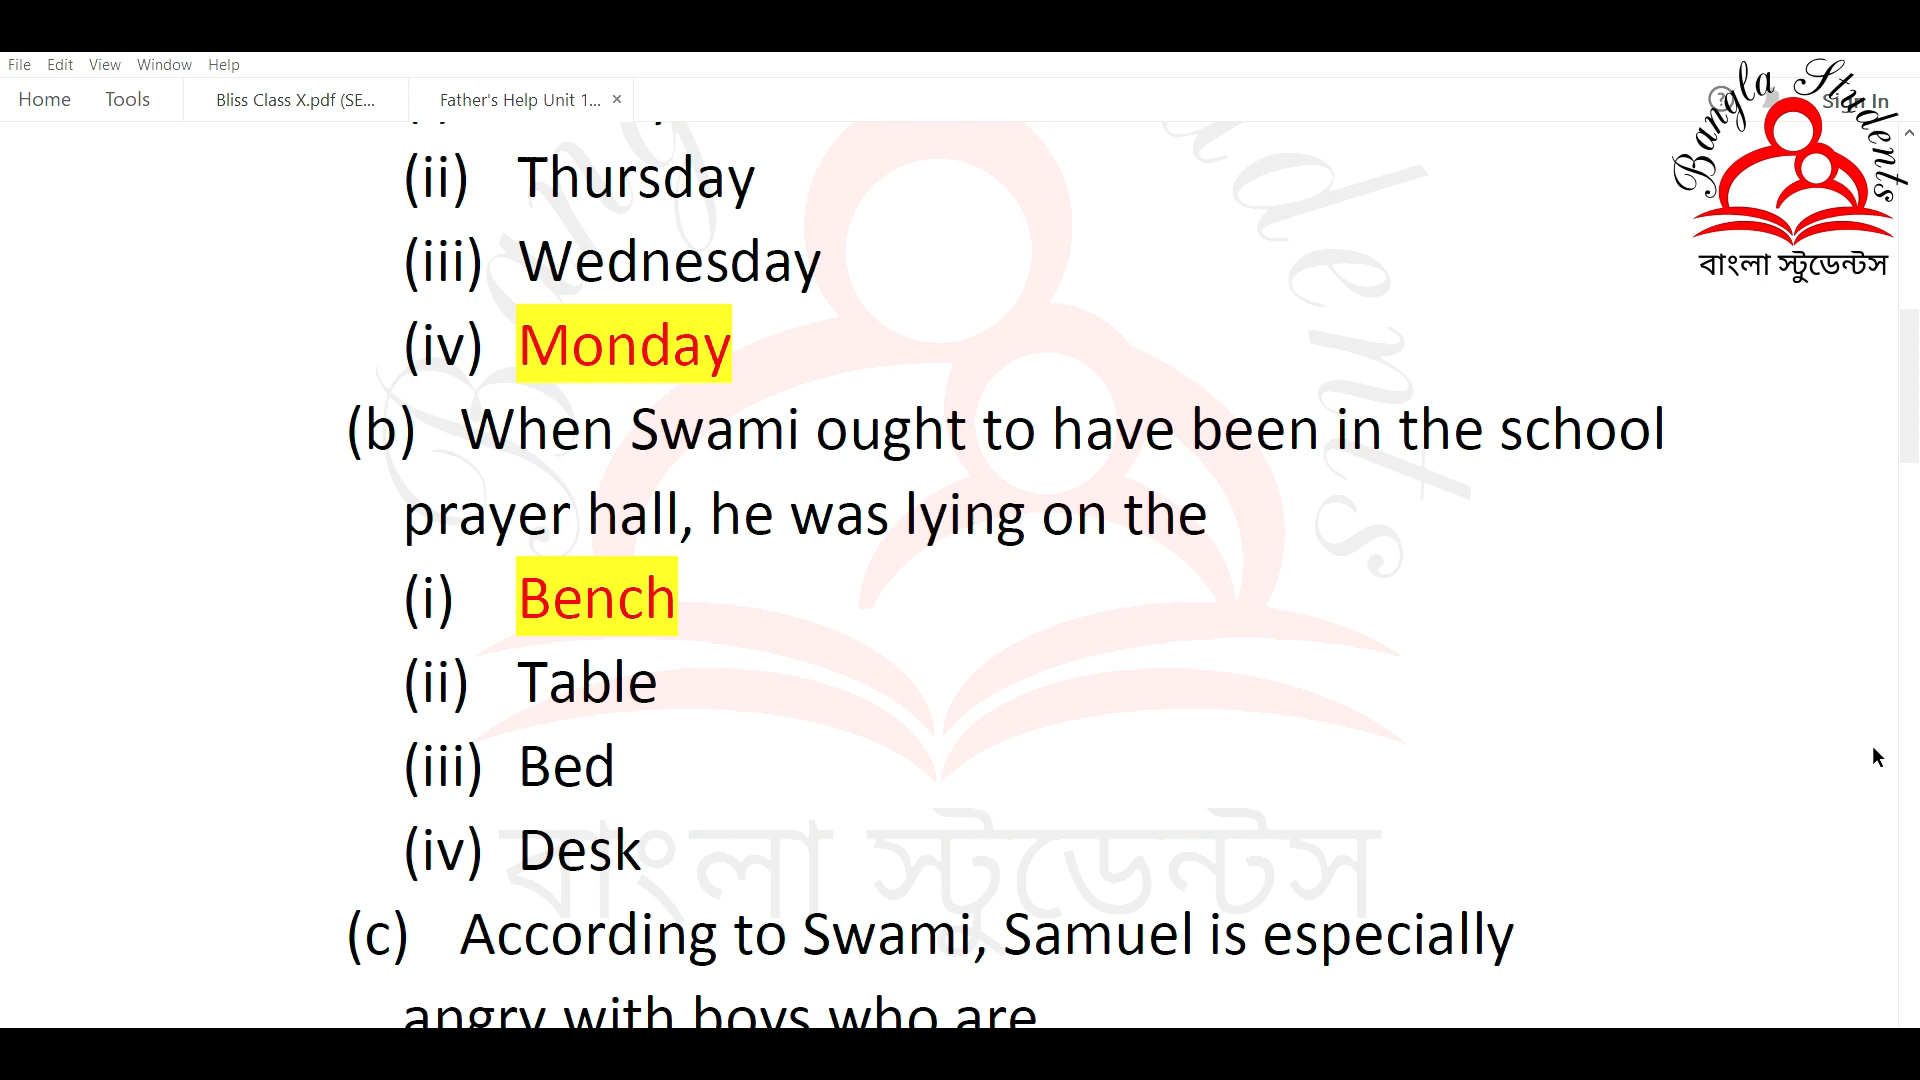 File Edit View Window Help
Home Tools Bliss Class X.pdf (SE... Father's Help Unit 1... ×
Sign In
Bangla Students
বাংলা স্টুডেন্টস
(ii) Thursday
(iii) Wednesday
(iv) Monday
(b) When Swami ought to have been in the school
prayer hall, he was lying on the
(i) Bench
(ii) Table
(iii) Bed
(iv) Desk
(c) According to Swami, Samuel is especially
angry with boys who are
বাংলা স্টুডেন্টস